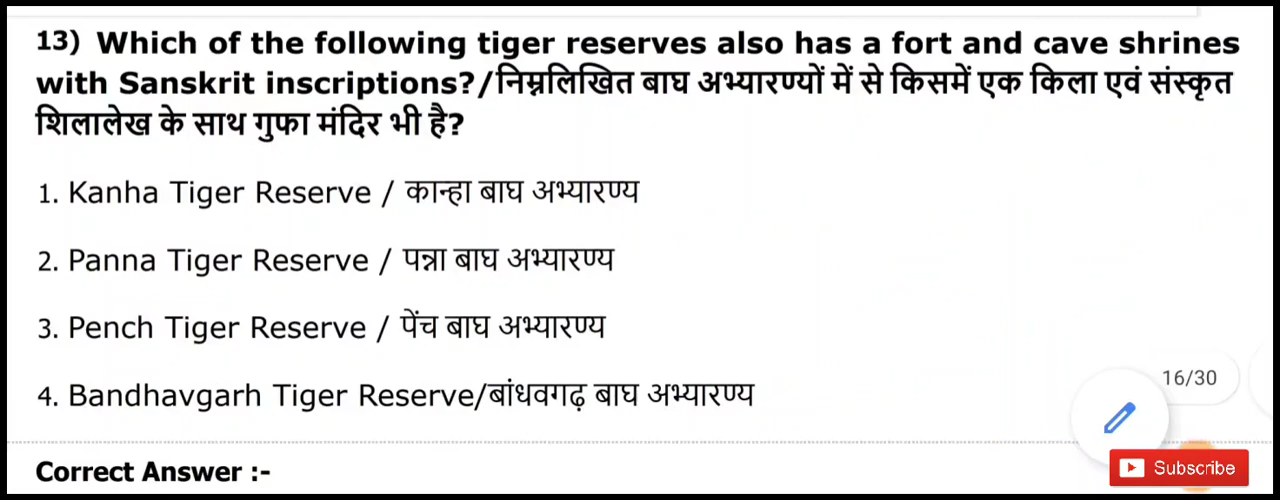 13) Which of the following tiger reserves also has a fort and cave shrines
with Sanskrit inscriptions?/निम्नलिखित बाघ अभ्यारण्यों में से किसमें एक किला एवं संस्कृत
शिलालेख के साथ गुफा मंदिर भी है?
1. Kanha Tiger Reserve / कान्हा बाघ अभ्यारण्य
2. Panna Tiger Reserve / पन्ना बाघ अभ्यारण्य
3. Pench Tiger Reserve / पेंच बाघ अभ्यारण्य
4. Bandhavgarh Tiger Reserve/बांधवगढ़ बाघ अभ्यारण्य
16/30
Correct Answer :-
Subscribe